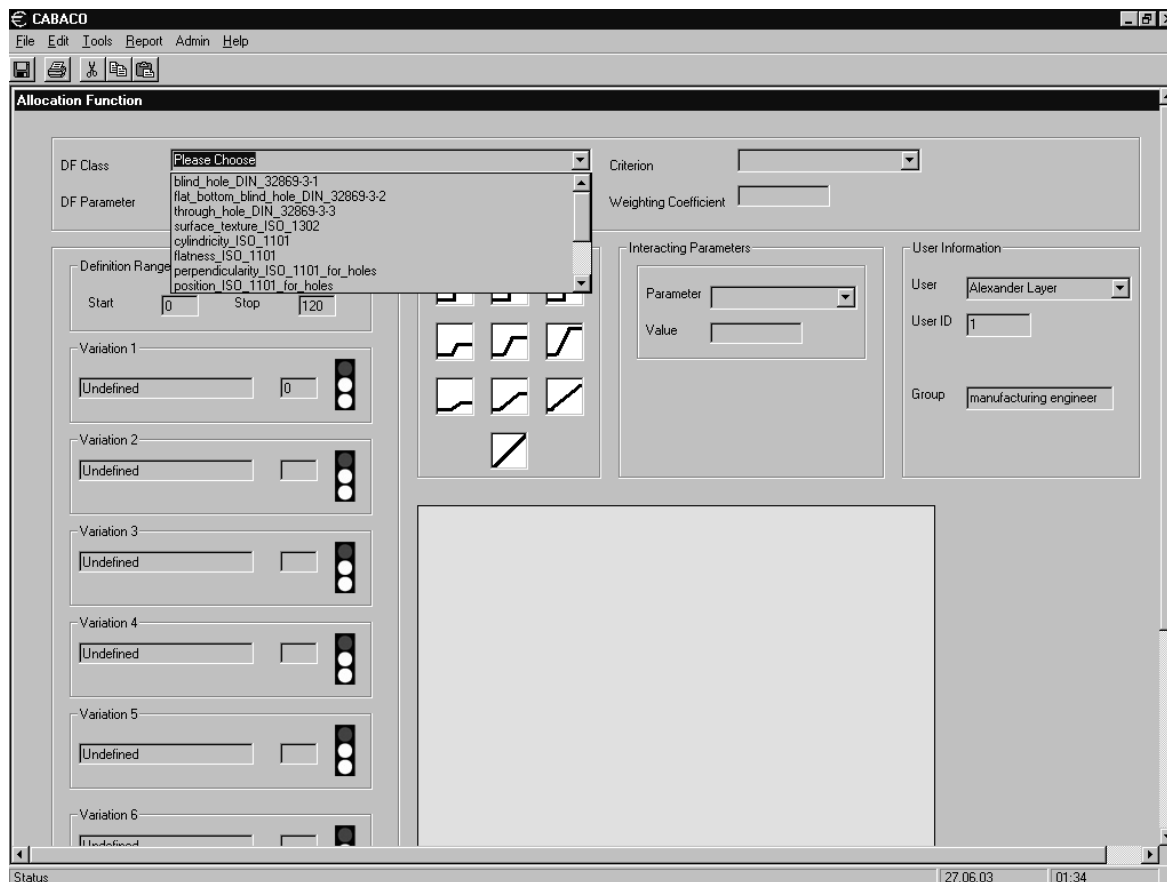 CABACO
File Edit Tools Report Admin Help
Allocation Function
DF Class Please Choose Criterion
blind_hole_DIN_32869-3-1
flat_bottom_blind_hole_DIN_32869-3-2
DF Parameter Weighting Coefficient
through_hole_DIN_32869-3-3
surface_texture_ISO_1302
cylindricity_ISO_1101
flatness_ISO_1101
perpendicularity_ISO_1101_for_holes
position_ISO_1101_for_holes
Definition Range
Start 0 Stop 120
Interacting Parameters
Parameter
Value
User Information
User Alexander Layer
User ID 1
Group manufacturing engineer
Variation 1
Undefined 0
Variation 2
Undefined
Variation 3
Undefined
Variation 4
Undefined
Variation 5
Undefined
Variation 6
Undefined
Status 27.06.03 01:34